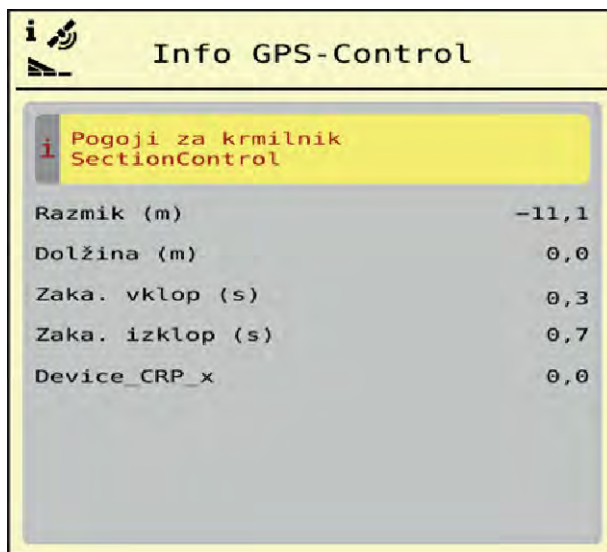 i
Info GPS-Control
i
Pogoji za krmilnik
SectionControl
Razmik (m) -11,1
Dolžina (m) 0,0
Zaka. vklop (s) 0,3
Zaka. izklop (s) 0,7
Device_CRP_x 0,0